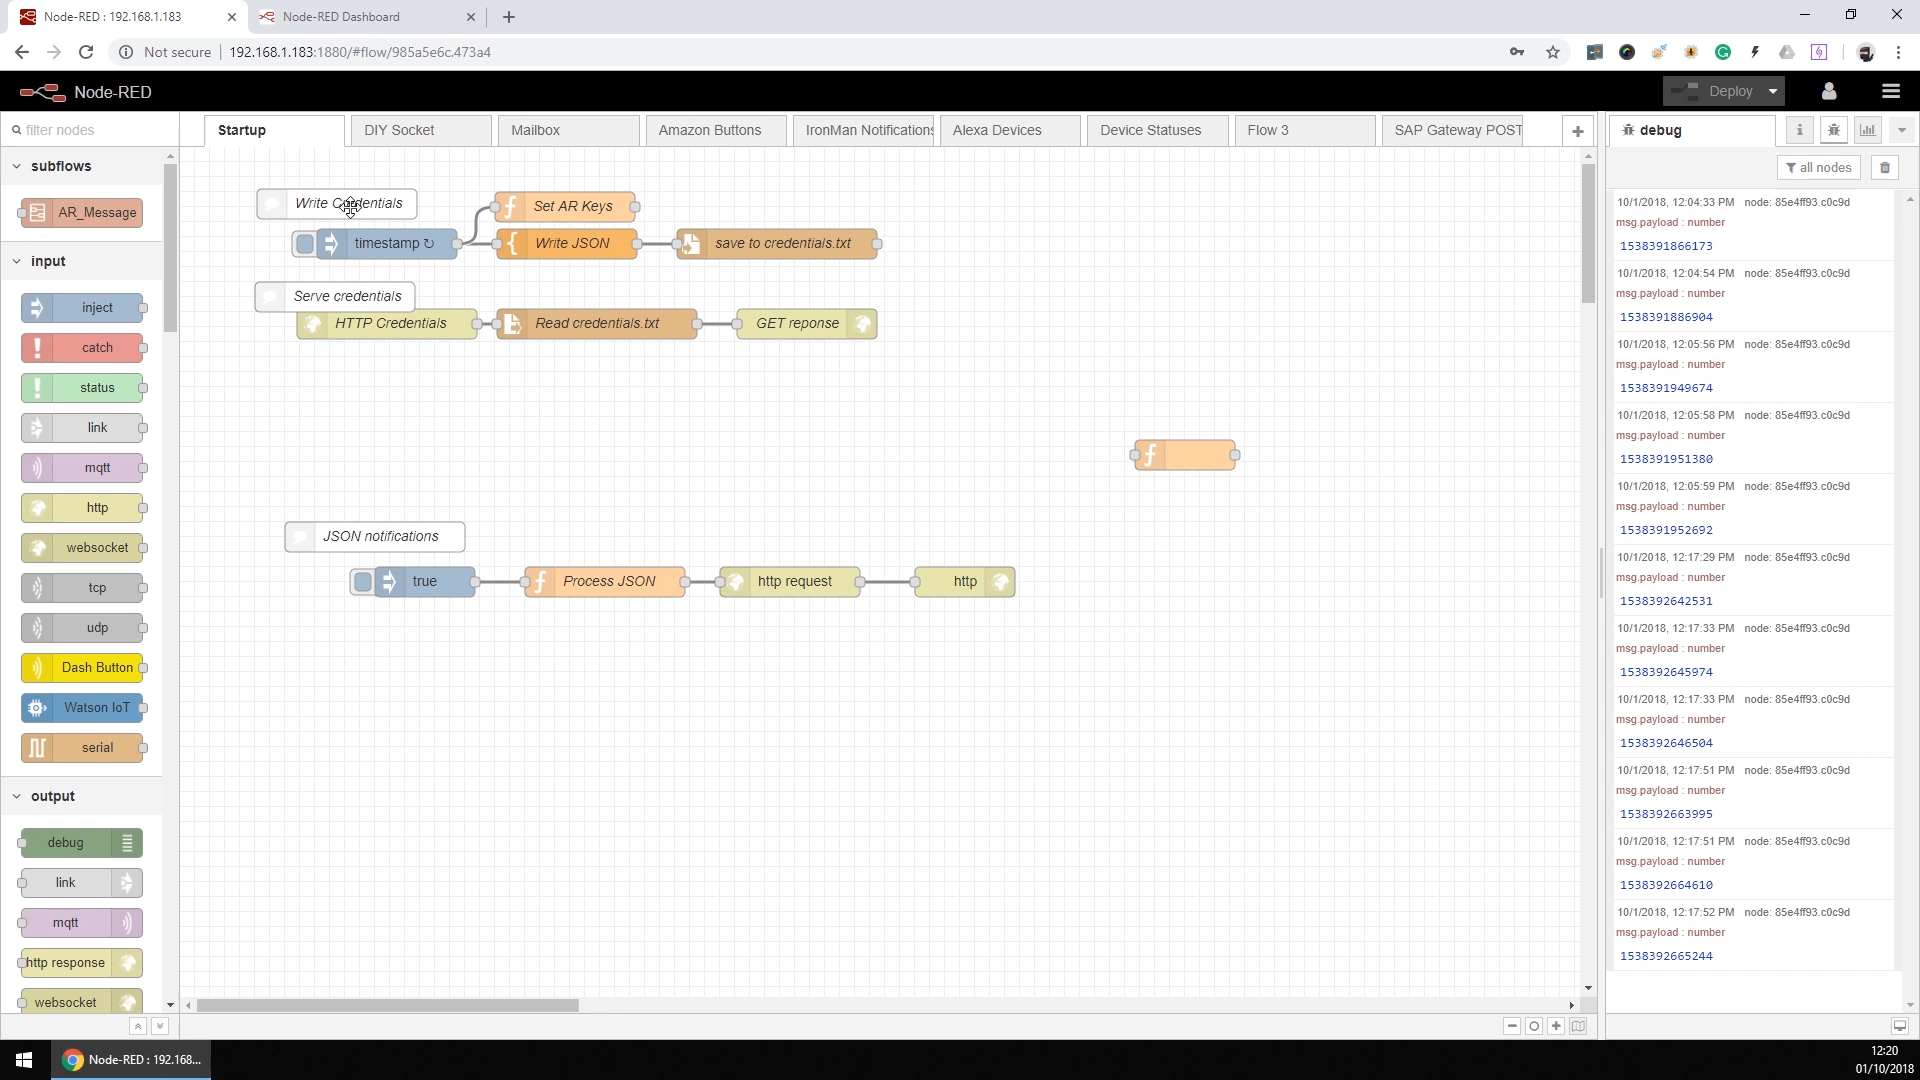 Node-RED : 192.168.1.183
Node-RED Dashboard
Not secure
192.168.1.183:1880/#flow/985a5e6c.473a4
Node-RED
Deploy
filter nodes
Startup
DIY Socket
Mailbox
Amazon Buttons
IronMan Notifications
Alexa Devices
Device Statuses
Flow 3
SAP Gateway POST
debug
i
all nodes
subflows
AR_Message
input
inject
catch
status
link
mqtt
http
websocket
tcp
udp
Dash Button
Watson IoT
serial
output
debug
link
mqtt
http response
websocket
Write Credentials
Set AR Keys
timestamp ↻
Write JSON
save to credentials.txt
Serve credentials
HTTP Credentials
Read credentials.txt
GET reponse
JSON notifications
true
Process JSON
http request
http
10/1/2018, 12:04:33 PM node: 85e4ff93.c0c9d
msg.payload : number
1538391866173
10/1/2018, 12:04:54 PM node: 85e4ff93.c0c9d
msg.payload : number
1538391886904
10/1/2018, 12:05:56 PM node: 85e4ff93.c0c9d
msg.payload : number
1538391949674
10/1/2018, 12:05:58 PM node: 85e4ff93.c0c9d
msg.payload : number
1538391951380
10/1/2018, 12:05:59 PM node: 85e4ff93.c0c9d
msg.payload : number
1538391952692
10/1/2018, 12:17:29 PM node: 85e4ff93.c0c9d
msg.payload : number
1538392642531
10/1/2018, 12:17:33 PM node: 85e4ff93.c0c9d
msg.payload : number
1538392645974
10/1/2018, 12:17:33 PM node: 85e4ff93.c0c9d
msg.payload : number
1538392646504
10/1/2018, 12:17:51 PM node: 85e4ff93.c0c9d
msg.payload : number
1538392663995
10/1/2018, 12:17:51 PM node: 85e4ff93.c0c9d
msg.payload : number
1538392664610
10/1/2018, 12:17:52 PM node: 85e4ff93.c0c9d
msg.payload : number
1538392665244
Node-RED : 192.168...
12:20
01/10/2018